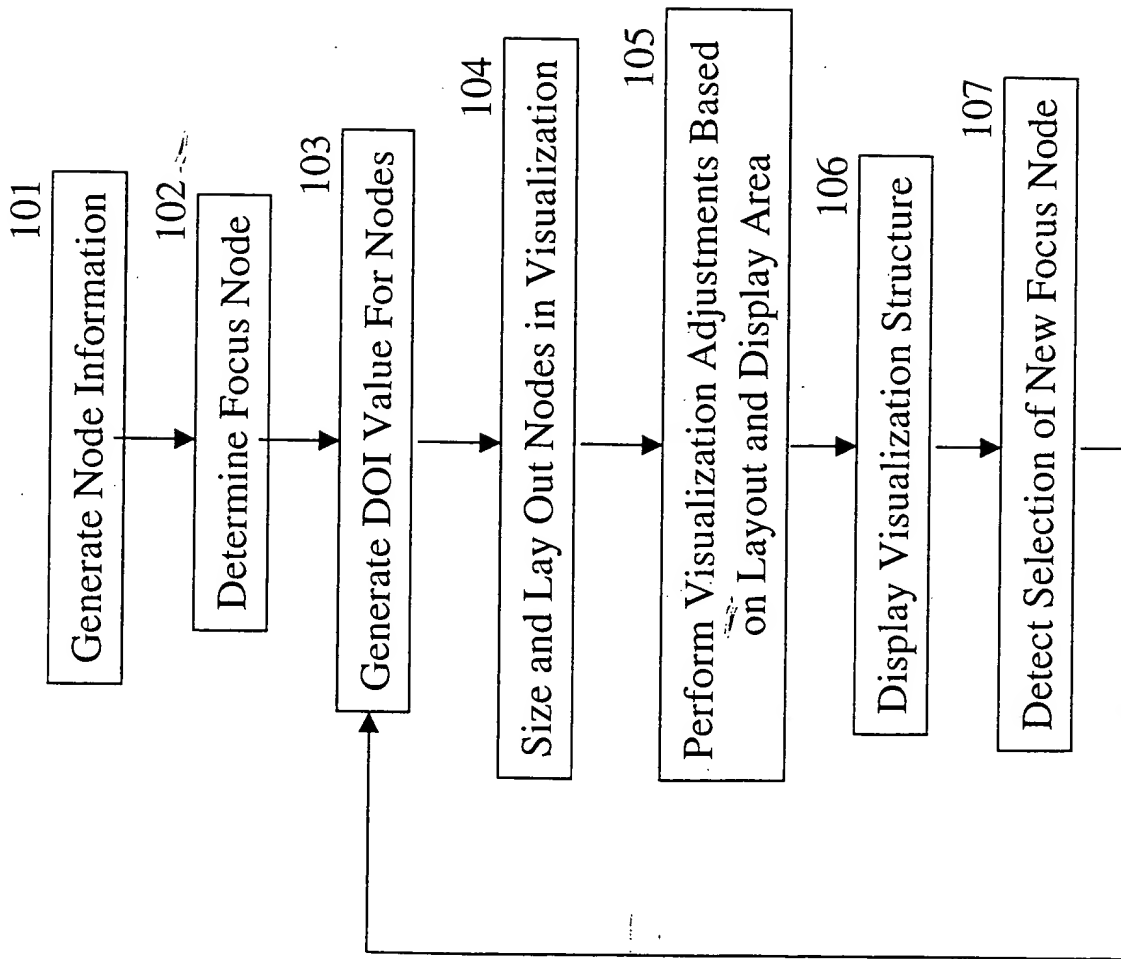 101
Generate Node Information
102
Determine Focus Node
103
Generate DOI Value For Nodes
104
Size and Lay Out Nodes in Visualization
105
Perform Visualization Adjustments Based
on Layout and Display Area
106
Display Visualization Structure
107
Detect Selection of New Focus Node